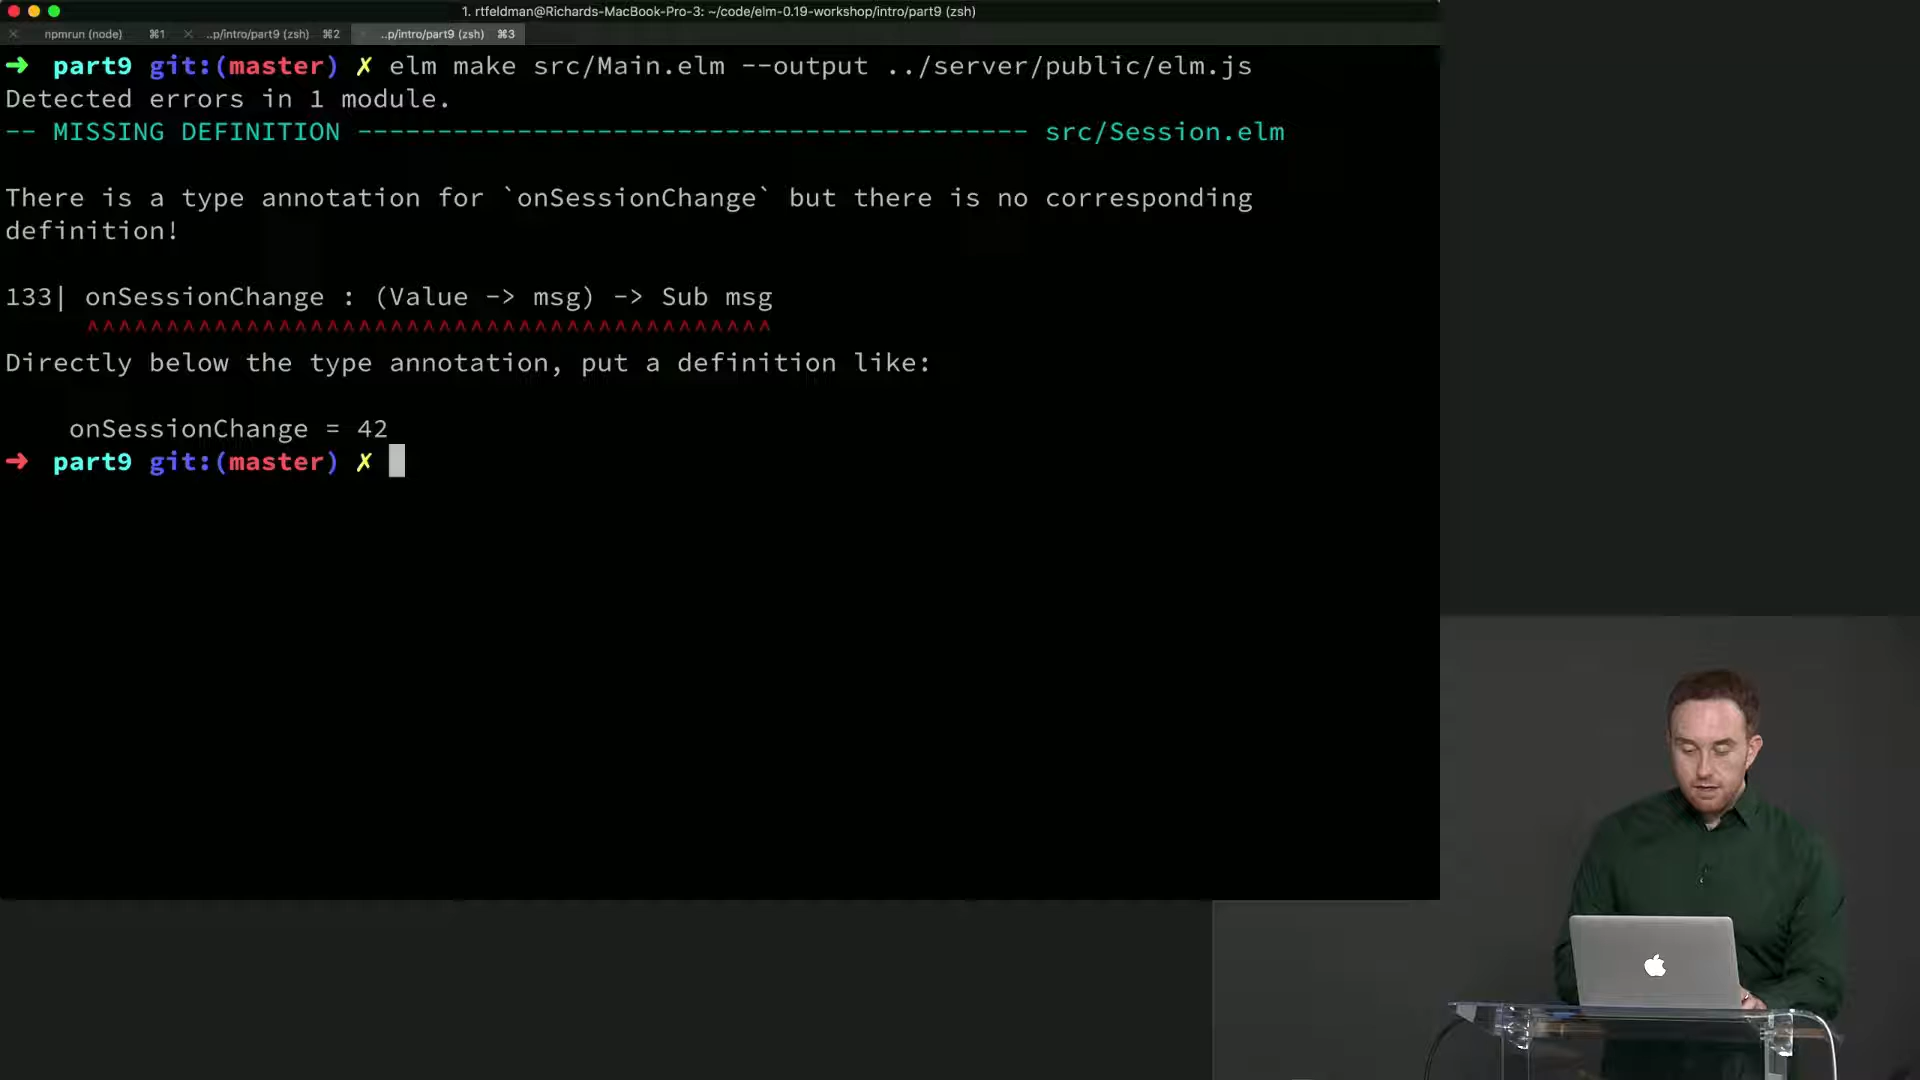 1. rtfeldman@Richards-MacBook-Pro-3: ~/code/elm-0.19-workshop/intro/part9 (zsh)
npmrun (node) ⌘1 ..p/intro/part9 (zsh) ⌘2 ..p/intro/part9 (zsh) ⌘3
➜ part9 git:(master) ✗ elm make src/Main.elm --output ../server/public/elm.js
Detected errors in 1 module.
-- MISSING DEFINITION ------------------------------------------ src/Session.elm
There is a type annotation for `onSessionChange` but there is no corresponding
definition!
133| onSessionChange : (Value -> msg) -> Sub msg
^^^^^^^^^^^^^^^^^^^^^^^^^^^^^^^^^^^^^^^^^^^
Directly below the type annotation, put a definition like:
onSessionChange = 42
➜ part9 git:(master) ✗